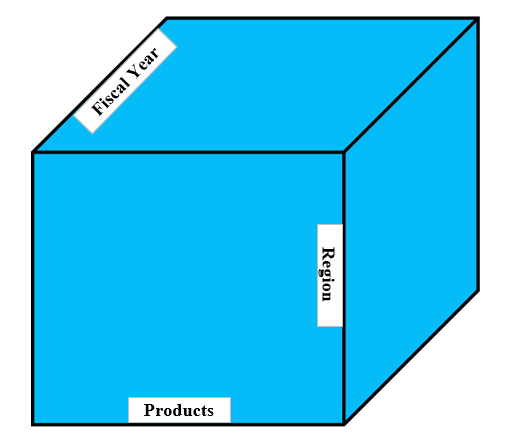 Fiscal Year
Region
Products